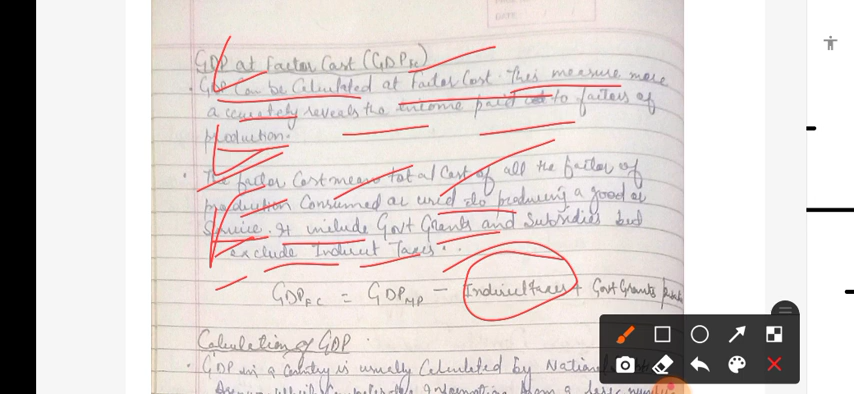 DATE
GDP at Factor Cost (GDPFC)
. GDP Can be Calculated at Factor Cost. This measure more
accurately reveals the income paid to factors of
production.
. The factor Cost means total Cost of all the factor of
production Consumed or used in producing a good or
Service. It include Govt Grants and Subsidies but
exclude Indirect Taxes.
GDPFC = GDPMP - Indirect taxes + Govt Grants
Calculation of GDP
. GDP in a Country is usually Calculated by National
Information from a